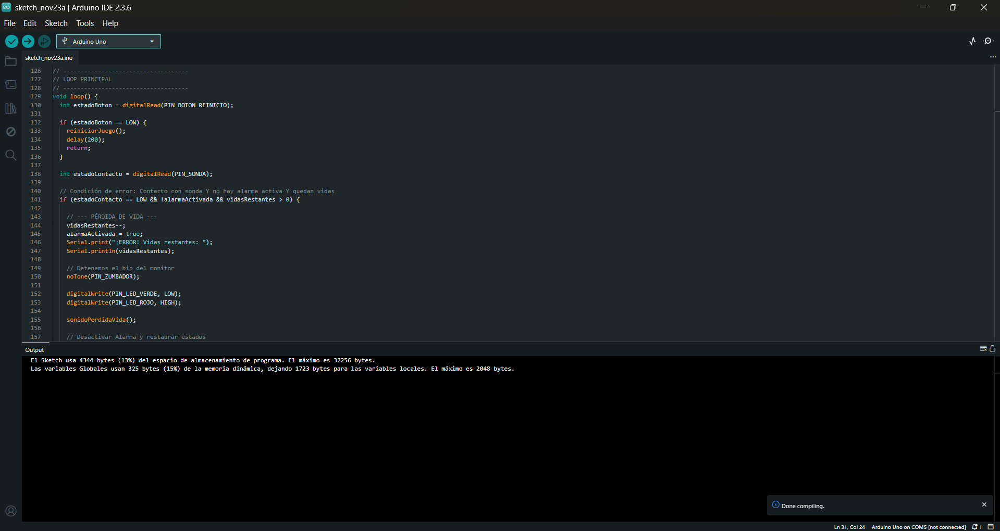 sketch_nov23a | Arduino IDE 2.3.6
File Edit Sketch Tools Help
Arduino Uno
sketch_nov23a.ino
126 // ------------------------------------
127 // LOOP PRINCIPAL
128 // ------------------------------------
129 void loop() {
130 int estadoBoton = digitalRead(PIN_BOTON_REINICIO);
131
132 if (estadoBoton == LOW) {
133 reiniciarJuego();
134 delay(200);
135 return;
136 }
137
138 int estadoContacto = digitalRead(PIN_SONDA);
139
140 // Condición de error: Contacto con sonda Y no hay alarma activa Y quedan vidas
141 if (estadoContacto == LOW && !alarmaActivada && vidasRestantes > 0) {
142
143 // --- PÉRDIDA DE VIDA ---
144 vidasRestantes--;
145 alarmaActivada = true;
146 Serial.print("¡ERROR! Vidas restantes: ");
147 Serial.println(vidasRestantes);
148
149 // Detenemos el bip del monitor
150 noTone(PIN_ZUMBADOR);
151
152 digitalWrite(PIN_LED_VERDE, LOW);
153 digitalWrite(PIN_LED_ROJO, HIGH);
154
155 sonidoPerdidaVida();
156
157 // Desactivar Alarma y restaurar estados
Output
El Sketch usa 4344 bytes (13%) del espacio de almacenamiento de programa. El máximo es 32256 bytes.
Las variables Globales usan 325 bytes (15%) de la memoria dinámica, dejando 1723 bytes para las variables locales. El máximo es 2048 bytes.
Done compiling.
Ln 31, Col 24 Arduino Uno on COM5 [not connected] 1